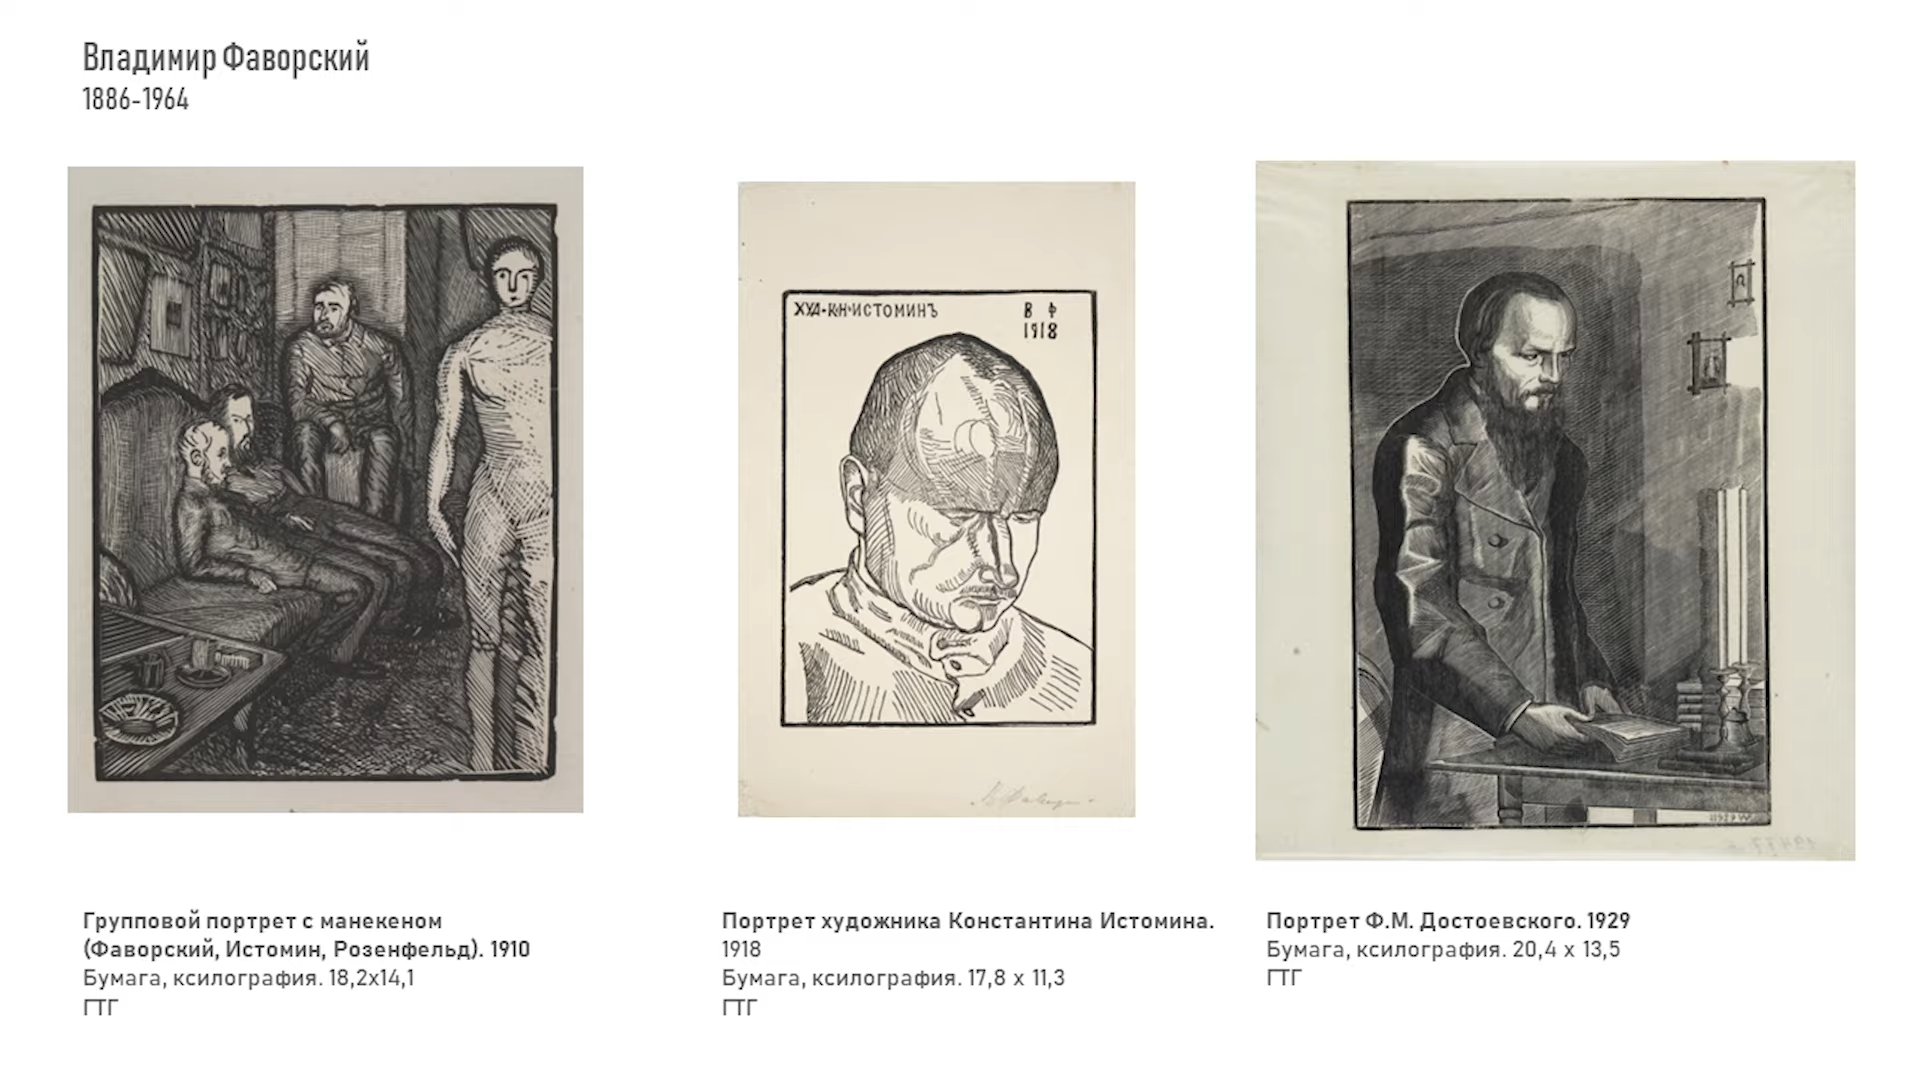 Владимир Фаворский
1886-1964
ХУД•К•Н•ИСТОМИНЪ
В Ф
1918
Групповой портрет с манекеном
(Фаворский, Истомин, Розенфельд). 1910
Бумага, ксилография. 18,2х14,1
ГТГ
Портрет художника Константина Истомина.
1918
Бумага, ксилография. 17,8 х 11,3
ГТГ
Портрет Ф.М. Достоевского. 1929
Бумага, ксилография. 20,4 х 13,5
ГТГ